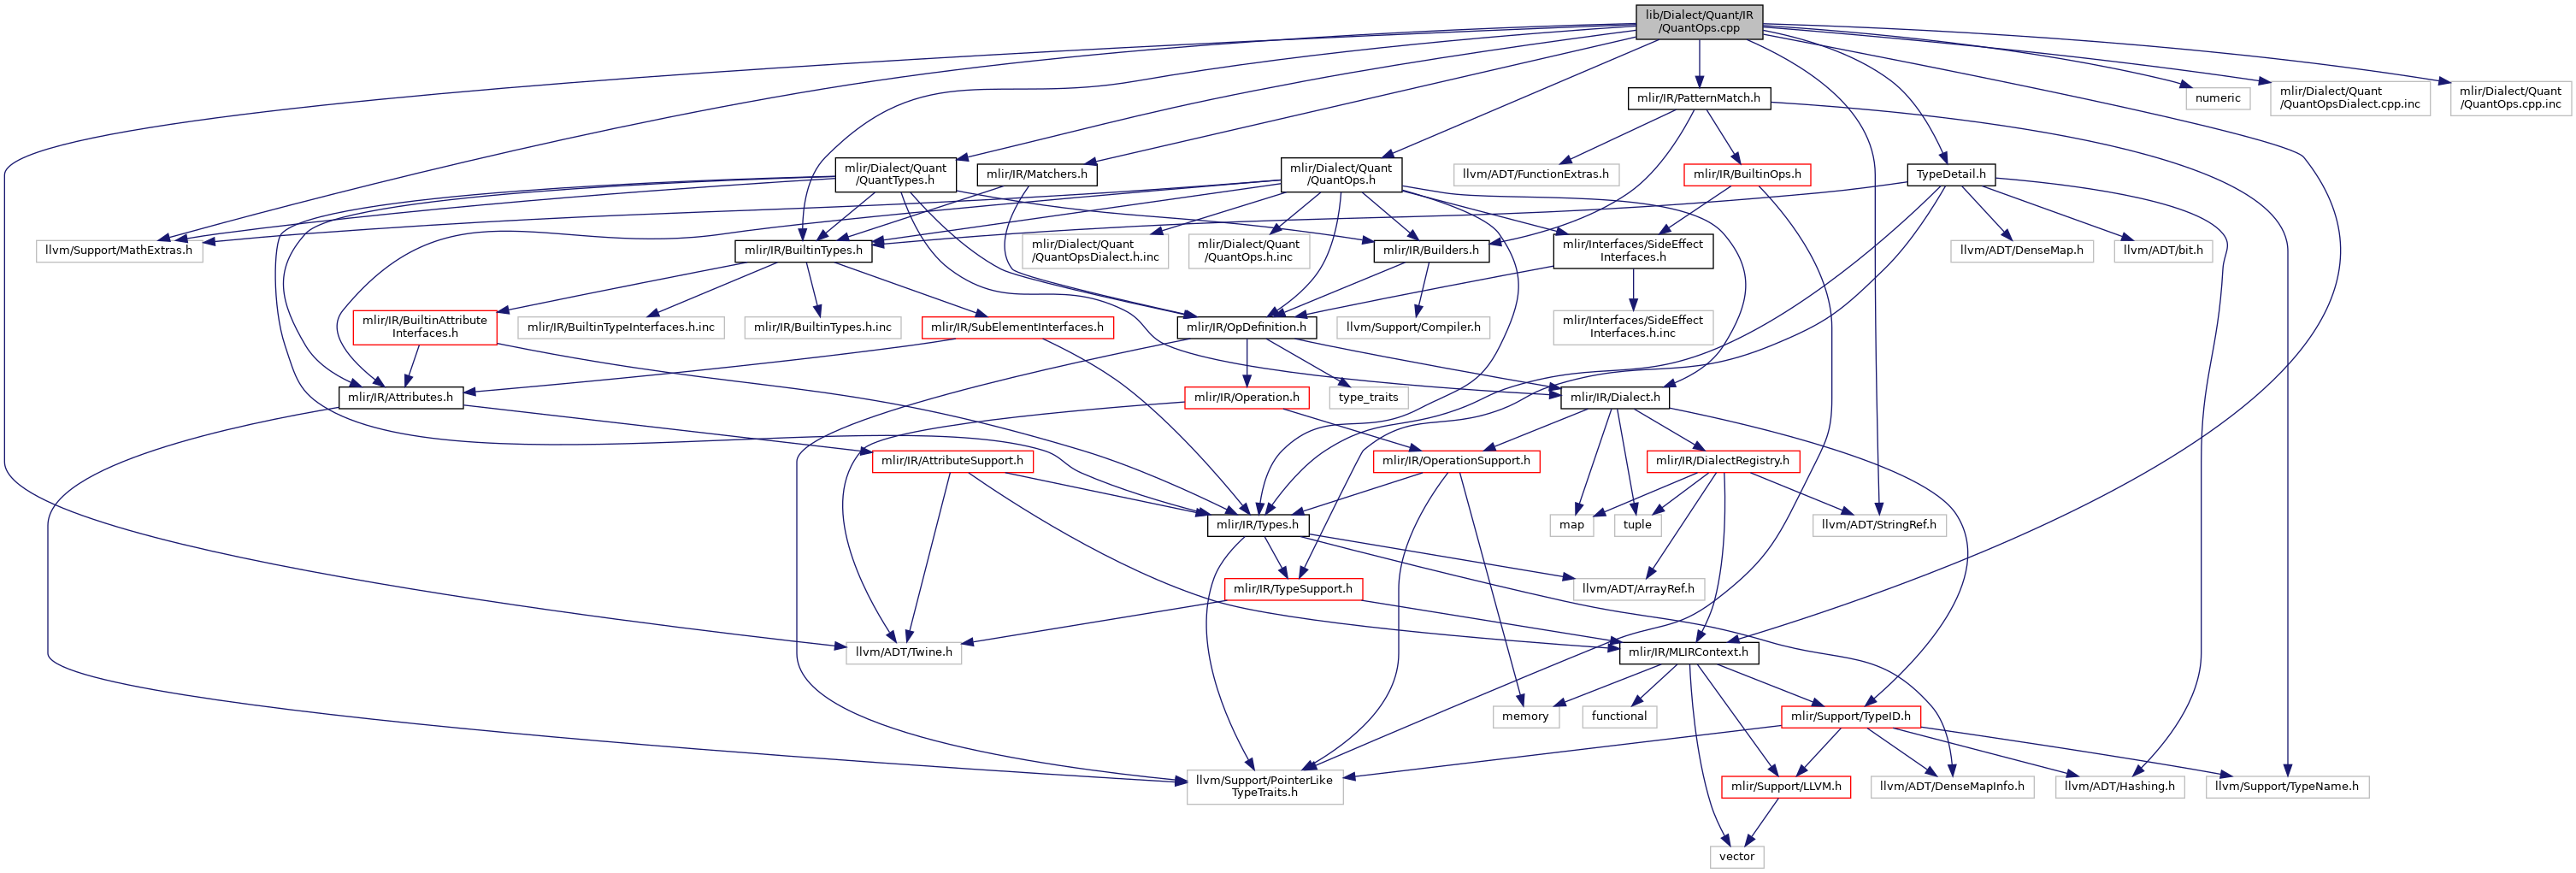 lib/Dialect/Quant/IR
/QuantOps.cpp
mlir/IR/PatternMatch.h
numeric
mlir/Dialect/Quant
/QuantOpsDialect.cpp.inc
mlir/Dialect/Quant
/QuantOps.cpp.inc
mlir/Dialect/Quant
/QuantTypes.h
mlir/IR/Matchers.h
mlir/Dialect/Quant
/QuantOps.h
llvm/ADT/FunctionExtras.h
mlir/IR/BuiltinOps.h
TypeDetail.h
llvm/Support/MathExtras.h
mlir/IR/BuiltinTypes.h
mlir/Dialect/Quant
/QuantOpsDialect.h.inc
mlir/Dialect/Quant
/QuantOps.h.inc
mlir/IR/Builders.h
mlir/Interfaces/SideEffect
Interfaces.h
llvm/ADT/DenseMap.h
llvm/ADT/bit.h
mlir/IR/BuiltinAttribute
Interfaces.h
mlir/IR/BuiltinTypeInterfaces.h.inc
mlir/IR/BuiltinTypes.h.inc
mlir/IR/SubElementInterfaces.h
mlir/IR/OpDefinition.h
llvm/Support/Compiler.h
mlir/Interfaces/SideEffect
Interfaces.h.inc
mlir/IR/Attributes.h
mlir/IR/Operation.h
type_traits
mlir/IR/Dialect.h
mlir/IR/AttributeSupport.h
mlir/IR/OperationSupport.h
mlir/IR/DialectRegistry.h
mlir/IR/Types.h
map
tuple
llvm/ADT/StringRef.h
mlir/IR/TypeSupport.h
llvm/ADT/ArrayRef.h
llvm/ADT/Twine.h
mlir/IR/MLIRContext.h
memory
functional
mlir/Support/TypeID.h
llvm/Support/PointerLike
TypeTraits.h
mlir/Support/LLVM.h
llvm/ADT/DenseMapInfo.h
llvm/ADT/Hashing.h
llvm/Support/TypeName.h
vector